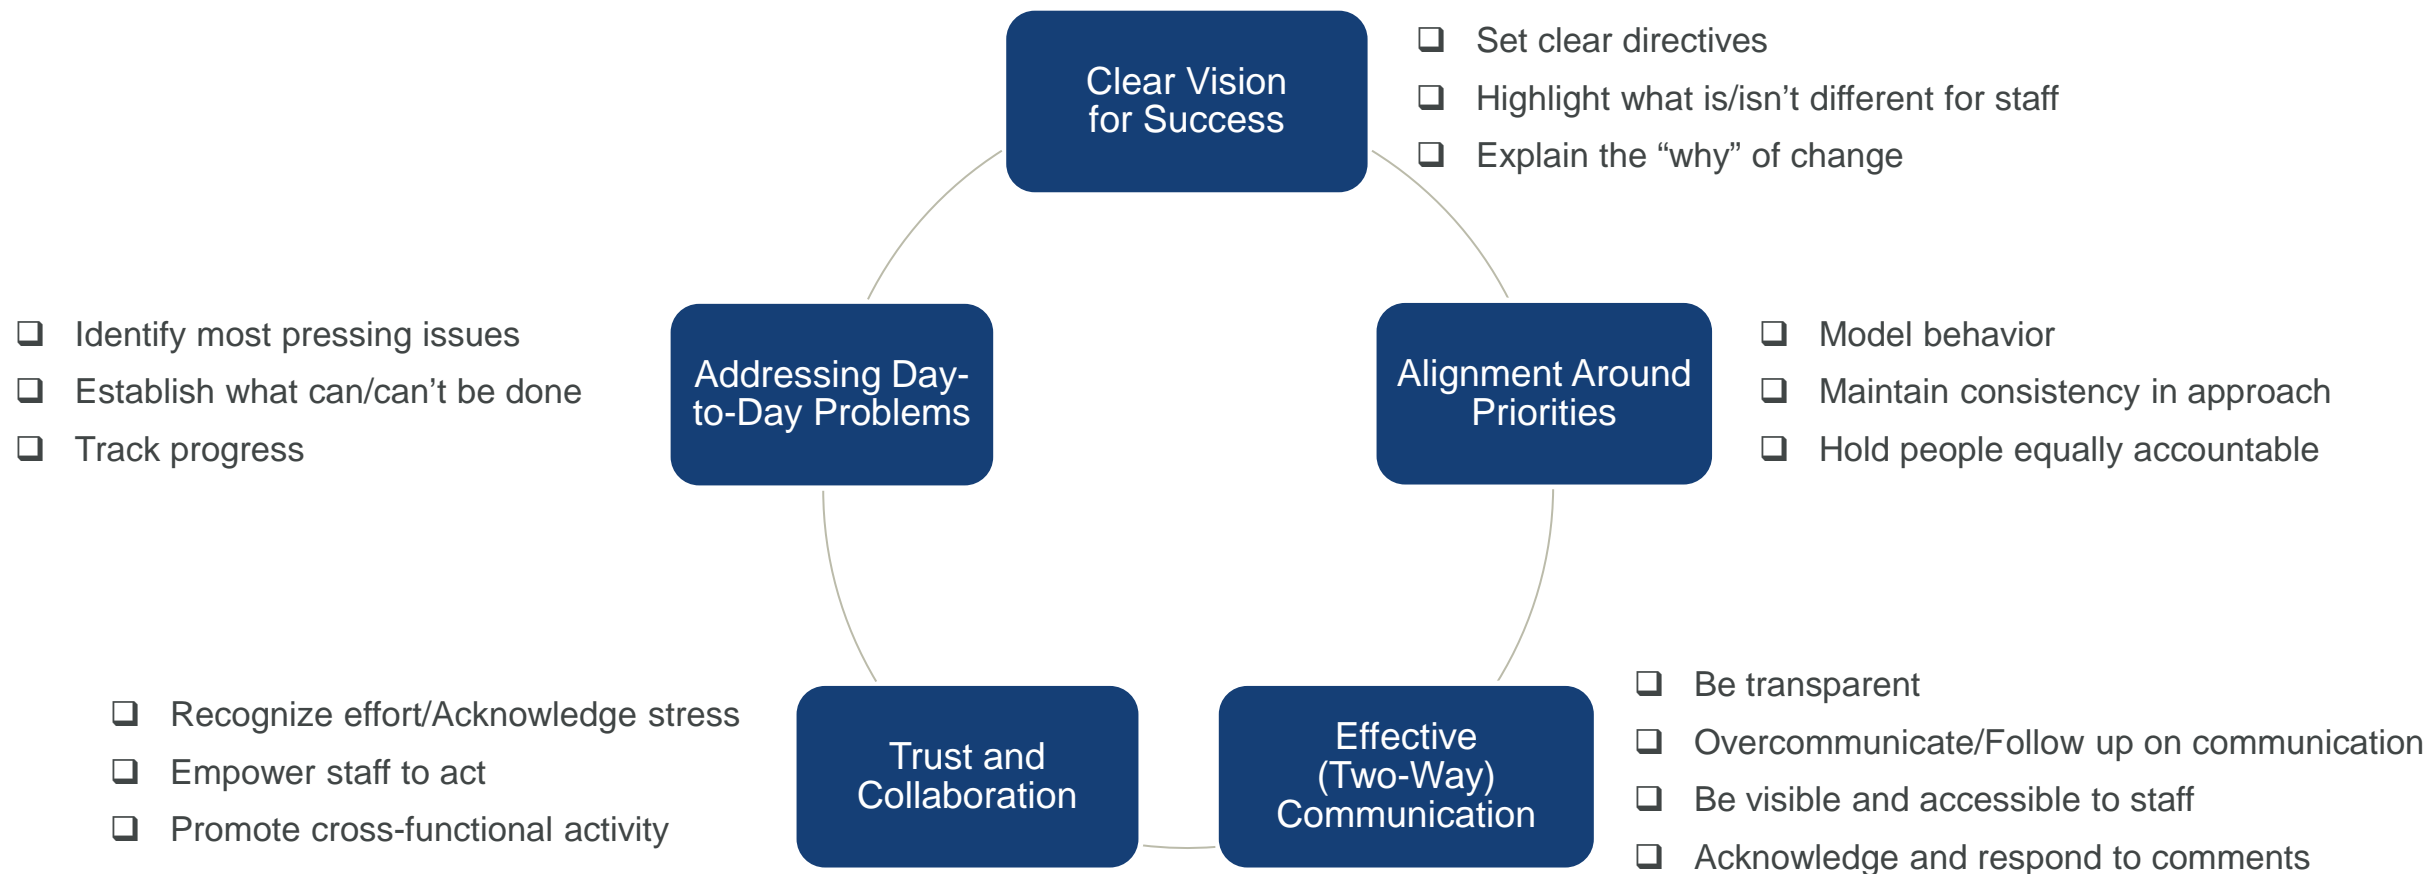 Clear Vision
for Success
❑ Set clear directives
❑ Highlight what is/isn’t different for staff
❑ Explain the “why” of change
Alignment Around
Priorities
❑ Model behavior
❑ Maintain consistency in approach
❑ Hold people equally accountable
Effective
(Two-Way)
Communication
❑ Be transparent
❑ Overcommunicate/Follow up on communication
❑ Be visible and accessible to staff
❑ Acknowledge and respond to comments
Trust and
Collaboration
❑ Recognize effort/Acknowledge stress
❑ Empower staff to act
❑ Promote cross-functional activity
Addressing Day-
to-Day Problems
❑ Identify most pressing issues
❑ Establish what can/can’t be done
❑ Track progress